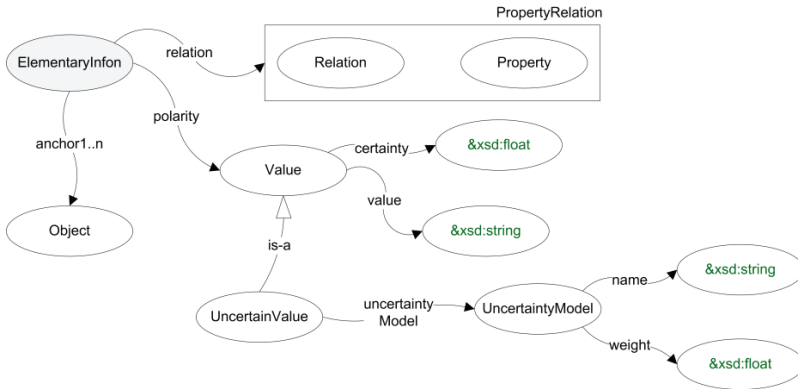 PropertyRelation
ElementaryInfon
relation
Relation
Property
polarity
anchor1..n
certainty
&xsd:float
Value
value
Object
&xsd:string
is-a
&xsd:string
name
uncertainty
Model
UncertainValue
UncertaintyModel
weight
&xsd:float